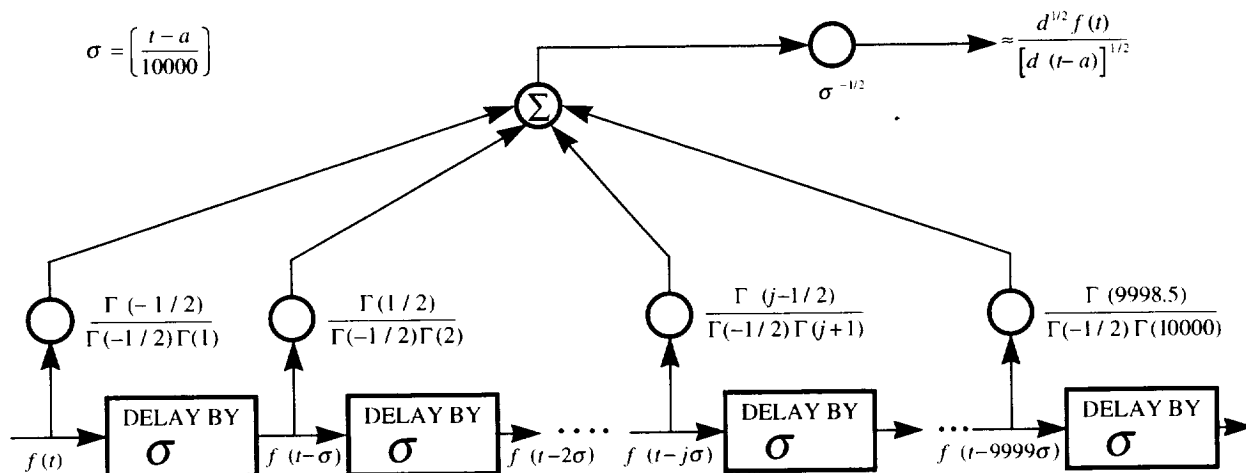 σ = (t − a / 10000)
≈ d^{1/2} f(t) / [d (t−a)]^{1/2}
σ^{−1/2}
Σ
Γ (−1/2) / Γ(−1/2)Γ(1)
Γ(1/2) / Γ(−1/2)Γ(2)
Γ (j−1/2) / Γ(−1/2)Γ(j+1)
Γ (9998.5) / Γ(−1/2)Γ(10000)
DELAY BY σ
DELAY BY σ
DELAY BY σ
DELAY BY σ
f(t)
f (t−σ)
f (t−2σ)
f (t−jσ)
f (t−9999σ)